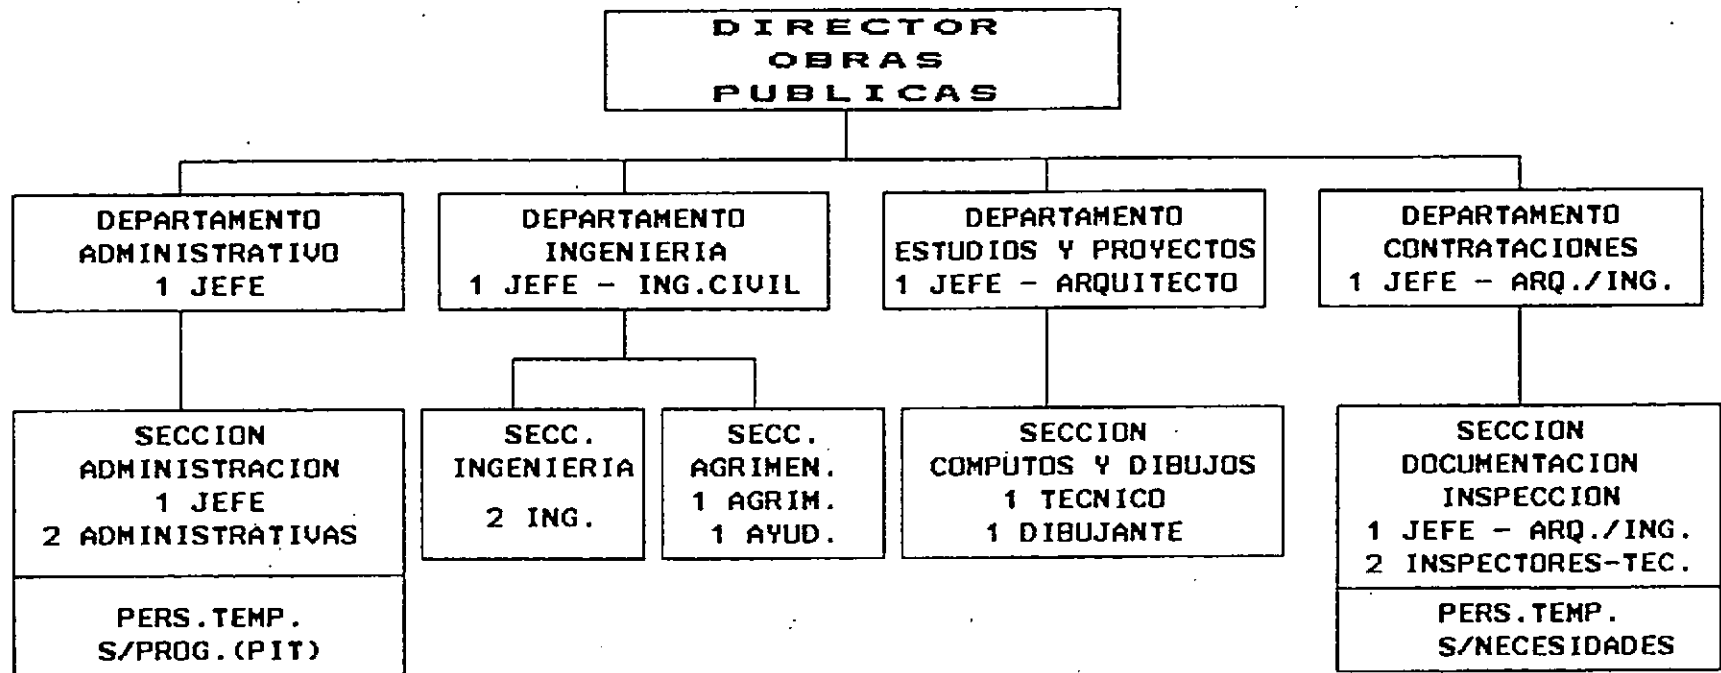 DIRECTOR
OBRAS
PUBLICAS
DEPARTAMENTO
ADMINISTRATIVO
1 JEFE
DEPARTAMENTO
INGENIERIA
1 JEFE - ING.CIVIL
DEPARTAMENTO
ESTUDIOS Y PROYECTOS
1 JEFE - ARQUITECTO
DEPARTAMENTO
CONTRATACIONES
1 JEFE - ARQ./ING.
SECCION
ADMINISTRACION
1 JEFE
2 ADMINISTRATIVAS
PERS.TEMP.
S/PROG.(PIT)
SECC.
INGENIERIA
2 ING.
SECC.
AGRIMEN.
1 AGRIM.
1 AYUD.
SECCION
COMPUTOS Y DIBUJOS
1 TECNICO
1 DIBUJANTE
SECCION
DOCUMENTACION
INSPECCION
1 JEFE - ARQ./ING.
2 INSPECTORES-TEC.
PERS.TEMP.
S/NECESIDADES